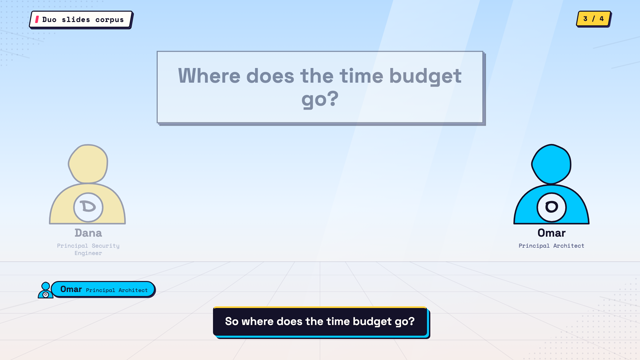 Duo slides corpus
3 / 4
Where does the time budget
go?
D
Dana
Principal Security
Engineer
O
Omar
Principal Architect
Omar Principal Architect
So where does the time budget go?